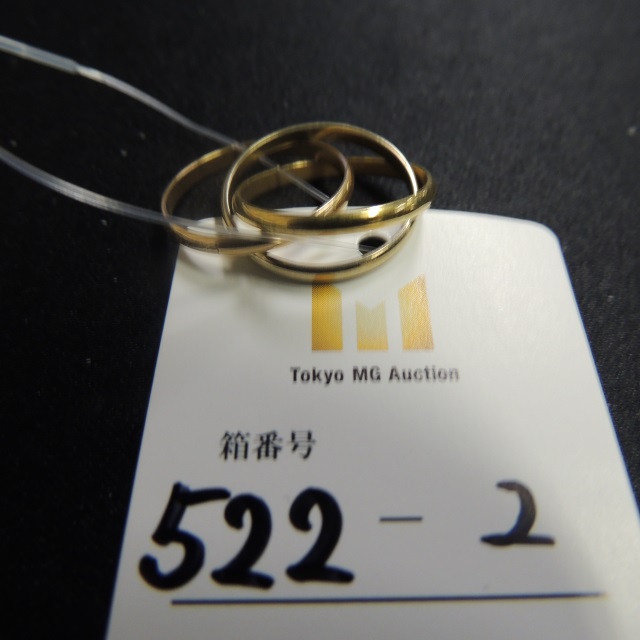 Tokyo MG Auction
箱番号
522 - 2